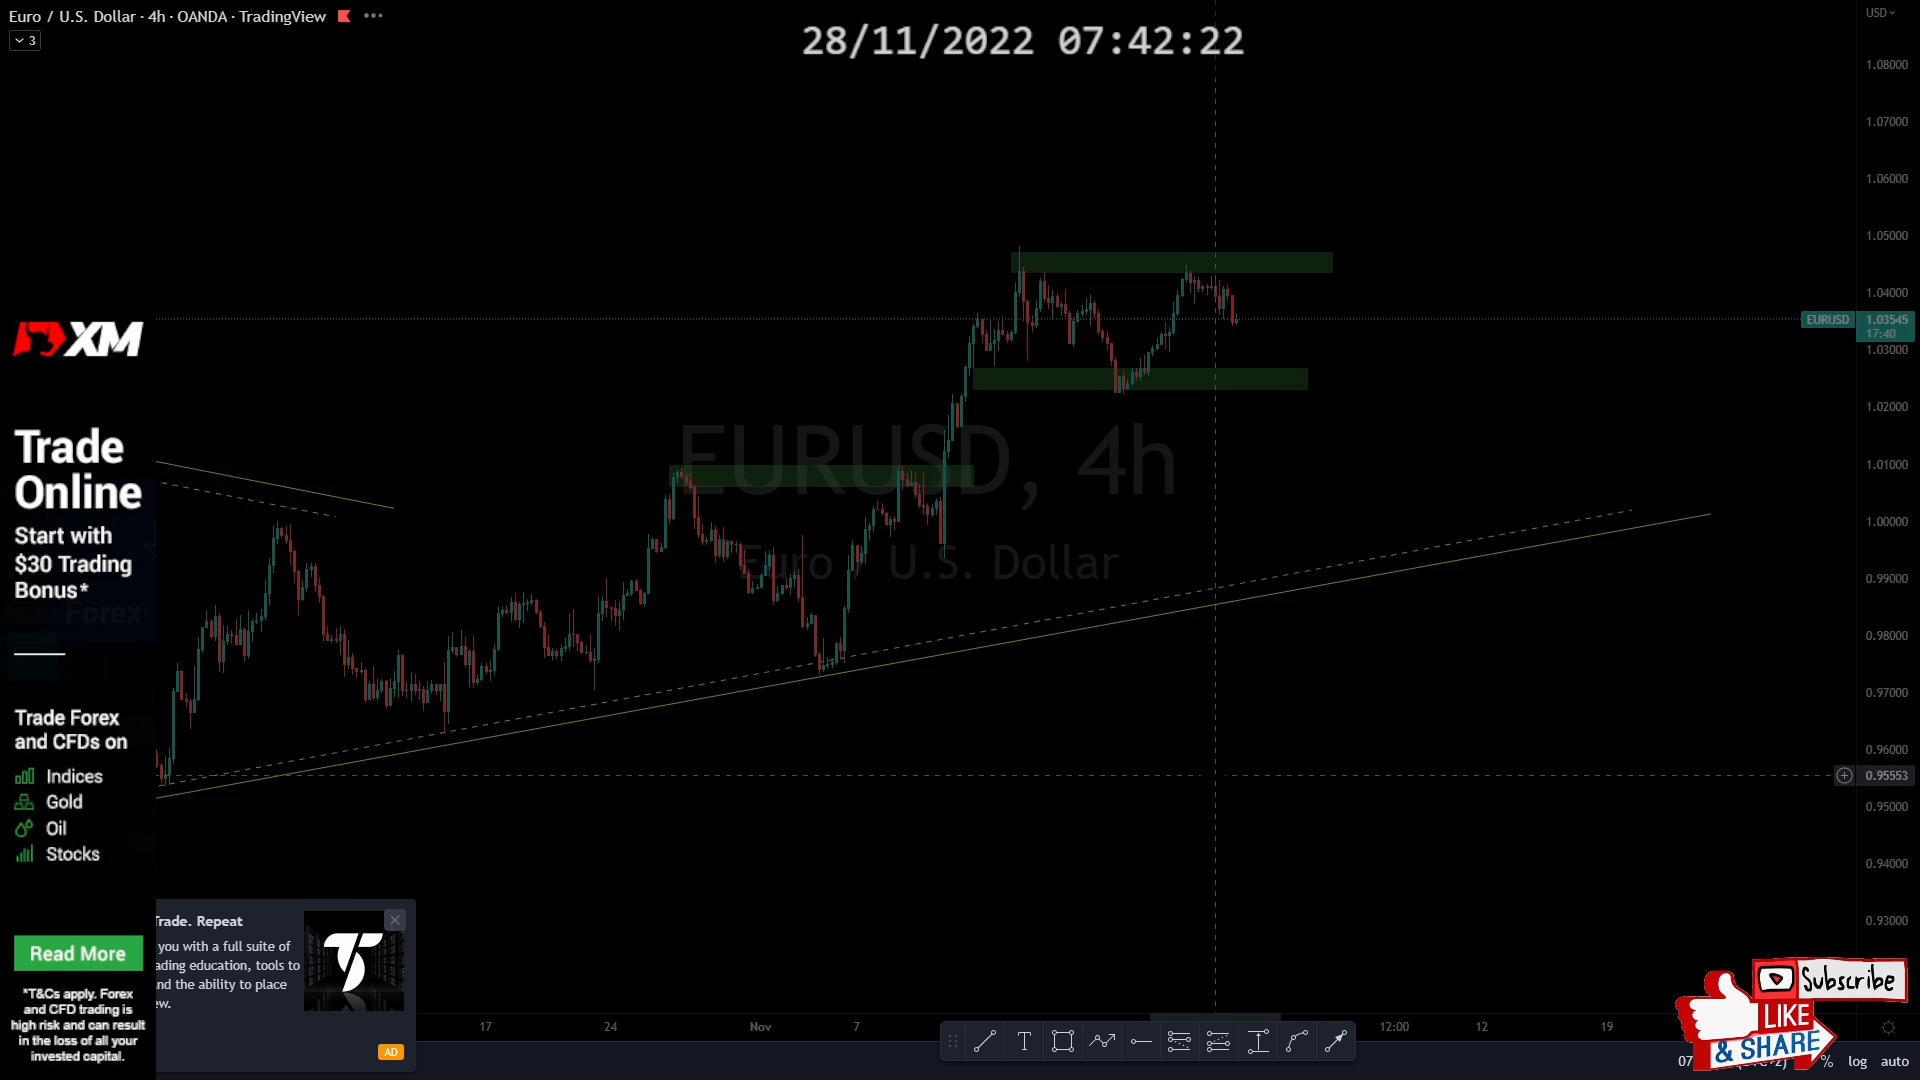 Euro / U.S. Dollar · 4h · OANDA · TradingView
3
28/11/2022 07:42:22
USD
1.08000
1.07000
1.06000
1.05000
1.04000
EURUSD 1.03545
17:40
1.03000
1.02000
1.01000
1.00000
0.99000
0.98000
0.97000
0.96000
0.95553
0.95000
0.94000
0.93000
EURUSD, 4h
Euro / U.S. Dollar
XM
Trade
Online
Start with
$30 Trading
Bonus*
Forex
Trade Forex
and CFDs on
Indices
Gold
Oil
Stocks
Read More
*T&Cs apply. Forex
and CFD trading is
high risk and can result
in the loss of all your
invested capital.
Trade. Repeat
you with a full suite of
ading education, tools to
nd the ability to place
ew.
AD
17
24
Nov
7
12:00
12
19
T
Subscribe
LIKE
& SHARE
07
%
log
auto